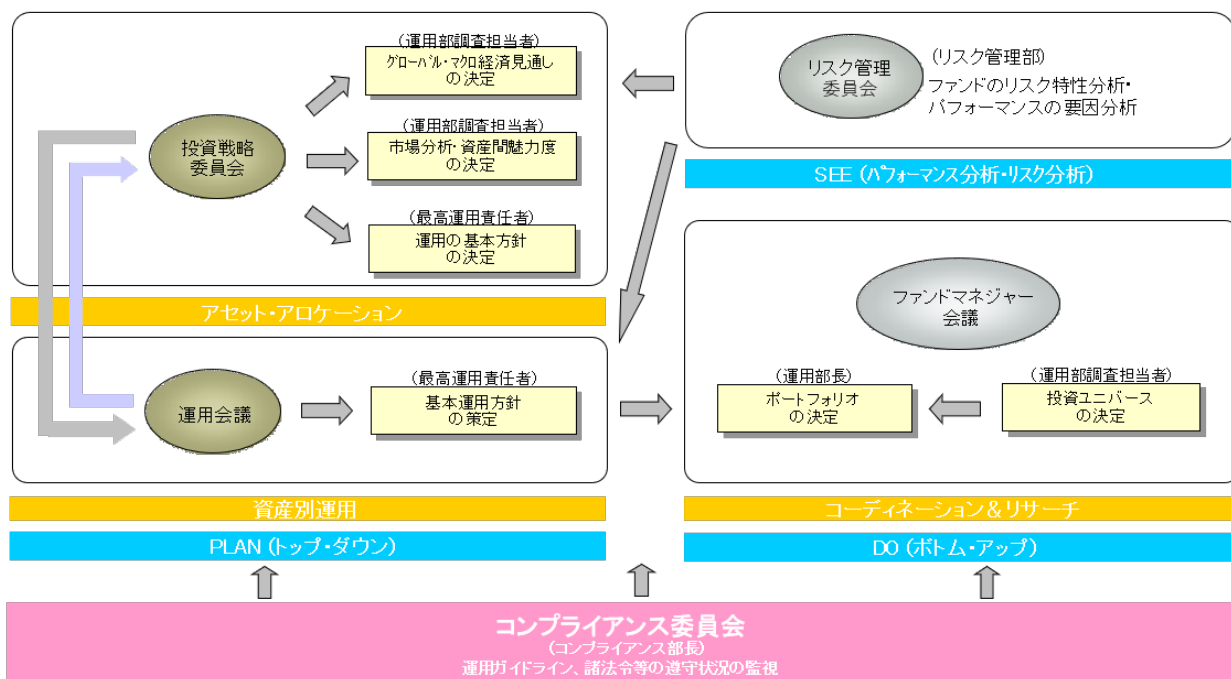 (運用部調査担当者)
グローバル・マクロ経済見通し
の決定
投資戦略
委員会
(運用部調査担当者)
市場分析・資産間魅力度
の決定
(最高運用責任者)
運用の基本方針
の決定
アセット・アロケーション
リスク管理
委員会
(リスク管理部)
ファンドのリスク特性分析・
パフォーマンスの要因分析
SEE (パフォーマンス分析・リスク分析)
運用会議
(最高運用責任者)
基本運用方針
の策定
資産別運用
PLAN (トップ・ダウン)
ファンドマネジャー
会議
(運用部長)
ポートフォリオ
の決定
(運用部調査担当者)
投資ユニバース
の決定
コーディネーション＆リサーチ
DO (ボトム・アップ)
コンプライアンス委員会
(コンプライアンス部長)
運用ガイドライン、諸法令等の遵守状況の監視